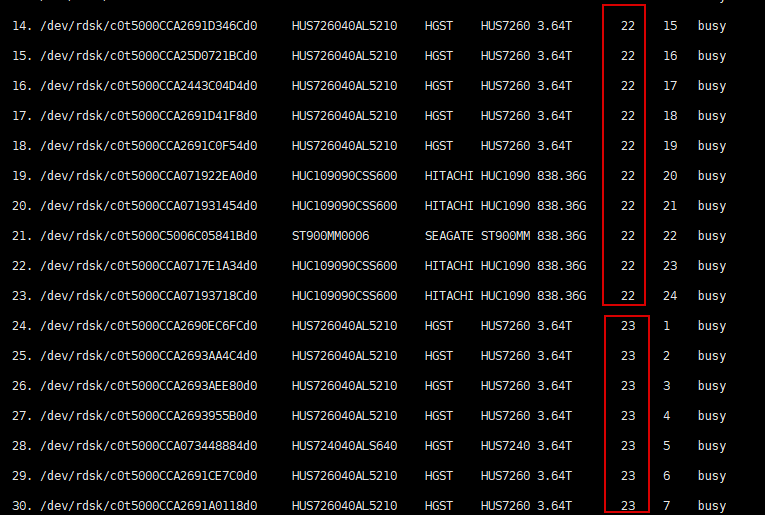 14. /dev/rdsk/c0t5000CCA2691D346Cd0 HUS726040AL5210 HGST HUS7260 3.64T 22 15 busy
15. /dev/rdsk/c0t5000CCA25D0721BCd0 HUS726040AL5210 HGST HUS7260 3.64T 22 16 busy
16. /dev/rdsk/c0t5000CCA2443C04D4d0 HUS726040AL5210 HGST HUS7260 3.64T 22 17 busy
17. /dev/rdsk/c0t5000CCA2691D41F8d0 HUS726040AL5210 HGST HUS7260 3.64T 22 18 busy
18. /dev/rdsk/c0t5000CCA2691C0F54d0 HUS726040AL5210 HGST HUS7260 3.64T 22 19 busy
19. /dev/rdsk/c0t5000CCA071922EA0d0 HUC109090CSS600 HITACHI HUC1090 838.36G 22 20 busy
20. /dev/rdsk/c0t5000CCA071931454d0 HUC109090CSS600 HITACHI HUC1090 838.36G 22 21 busy
21. /dev/rdsk/c0t5000C5006C05841Bd0 ST900MM0006 SEAGATE ST900MM 838.36G 22 22 busy
22. /dev/rdsk/c0t5000CCA0717E1A34d0 HUC109090CSS600 HITACHI HUC1090 838.36G 22 23 busy
23. /dev/rdsk/c0t5000CCA07193718Cd0 HUC109090CSS600 HITACHI HUC1090 838.36G 22 24 busy
24. /dev/rdsk/c0t5000CCA2690EC6FCd0 HUS726040AL5210 HGST HUS7260 3.64T 23 1 busy
25. /dev/rdsk/c0t5000CCA2693AA4C4d0 HUS726040AL5210 HGST HUS7260 3.64T 23 2 busy
26. /dev/rdsk/c0t5000CCA2693AEE80d0 HUS726040AL5210 HGST HUS7260 3.64T 23 3 busy
27. /dev/rdsk/c0t5000CCA2693955B0d0 HUS726040AL5210 HGST HUS7260 3.64T 23 4 busy
28. /dev/rdsk/c0t5000CCA073448884d0 HUS724040ALS640 HGST HUS7240 3.64T 23 5 busy
29. /dev/rdsk/c0t5000CCA2691CE7C0d0 HUS726040AL5210 HGST HUS7260 3.64T 23 6 busy
30. /dev/rdsk/c0t5000CCA2691A0118d0 HUS726040AL5210 HGST HUS7260 3.64T 23 7 busy